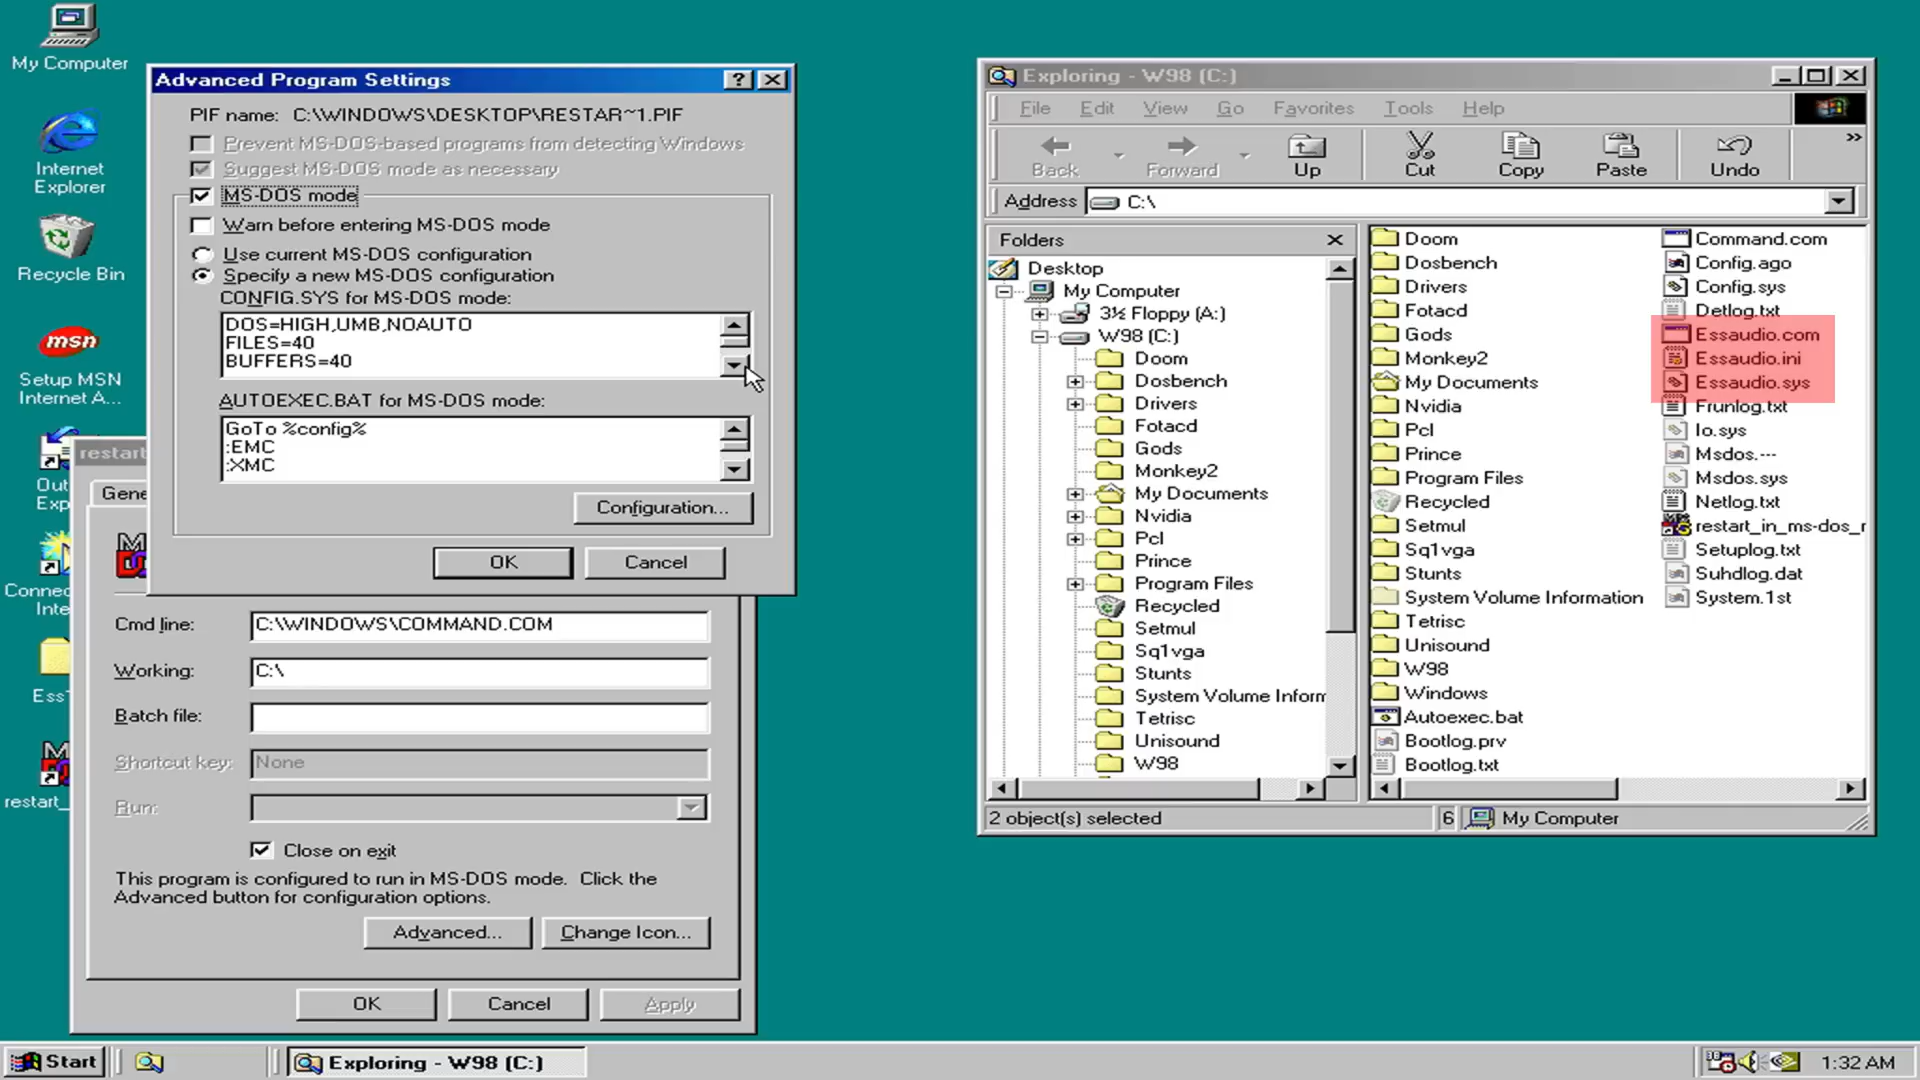 My Computer
Internet
Explorer
Recycle Bin
msn
Setup MSN
Internet A...
Out
Exp
Connec
Inte
Ess
restart_
Advanced Program Settings
PIF name: C:\WINDOWS\DESKTOP\RESTAR~1.PIF
Prevent MS-DOS-based programs from detecting Windows
Suggest MS-DOS mode as necessary
MS-DOS mode
Warn before entering MS-DOS mode
Use current MS-DOS configuration
Specify a new MS-DOS configuration
CONFIG.SYS for MS-DOS mode:
DOS=HIGH,UMB,NOAUTO
FILES=40
BUFFERS=40
AUTOEXEC.BAT for MS-DOS mode:
GoTo %config%
:EMC
:XMC
Configuration...
OK
Cancel
restart
Gene
Cmd line: C:\WINDOWS\COMMAND.COM
Working: C:\
Batch file:
Shortcut key: None
Run:
Close on exit
This program is configured to run in MS-DOS mode. Click the
Advanced button for configuration options.
Advanced...
Change Icon...
OK
Cancel
Apply
Exploring - W98 (C:)
File Edit View Go Favorites Tools Help
Back Forward Up Cut Copy Paste Undo »
Address C:\
Folders
Desktop
My Computer
3½ Floppy (A:)
W98 (C:)
Doom
Dosbench
Drivers
Fotacd
Gods
Monkey2
My Documents
Nvidia
Pcl
Prince
Program Files
Recycled
Setmul
Sq1vga
Stunts
System Volume Inform
Tetrisc
Unisound
W98
Doom
Dosbench
Drivers
Fotacd
Gods
Monkey2
My Documents
Nvidia
Pcl
Prince
Program Files
Recycled
Setmul
Sq1vga
Stunts
System Volume Information
Tetrisc
Unisound
W98
Windows
Autoexec.bat
Bootlog.prv
Bootlog.txt
Command.com
Config.ago
Config.sys
Detlog.txt
Essaudio.com
Essaudio.ini
Essaudio.sys
Frunlog.txt
Io.sys
Msdos.---
Msdos.sys
Netlog.txt
restart_in_ms-dos_r
Setuplog.txt
Suhdlog.dat
System.1st
2 object(s) selected
6
My Computer
Start
Exploring - W98 (C:)
1:32 AM